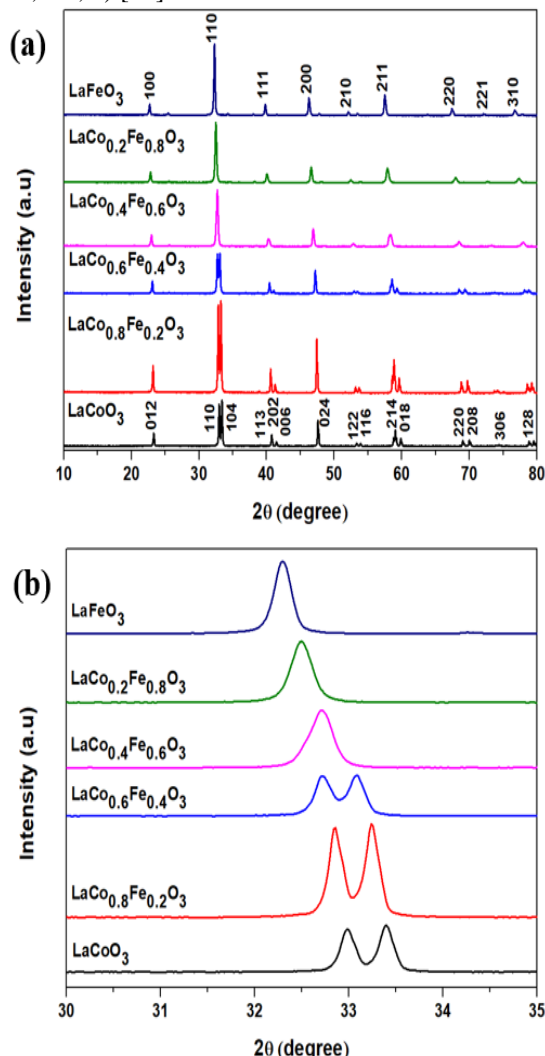 (a)
110
100
111
200
210
211
220
221
310
LaFeO3
LaCo0.2Fe0.8O3
LaCo0.4Fe0.6O3
LaCo0.6Fe0.4O3
LaCo0.8Fe0.2O3
LaCoO3
012
110
104
113
202
006
024
122
116
214
018
220
208
306
128
Intensity (a.u)
10 20 30 40 50 60 70 80
2θ (degree)
(b)
LaFeO3
LaCo0.2Fe0.8O3
LaCo0.4Fe0.6O3
LaCo0.6Fe0.4O3
LaCo0.8Fe0.2O3
LaCoO3
Intensity (a.u)
30 31 32 33 34 35
2θ (degree)